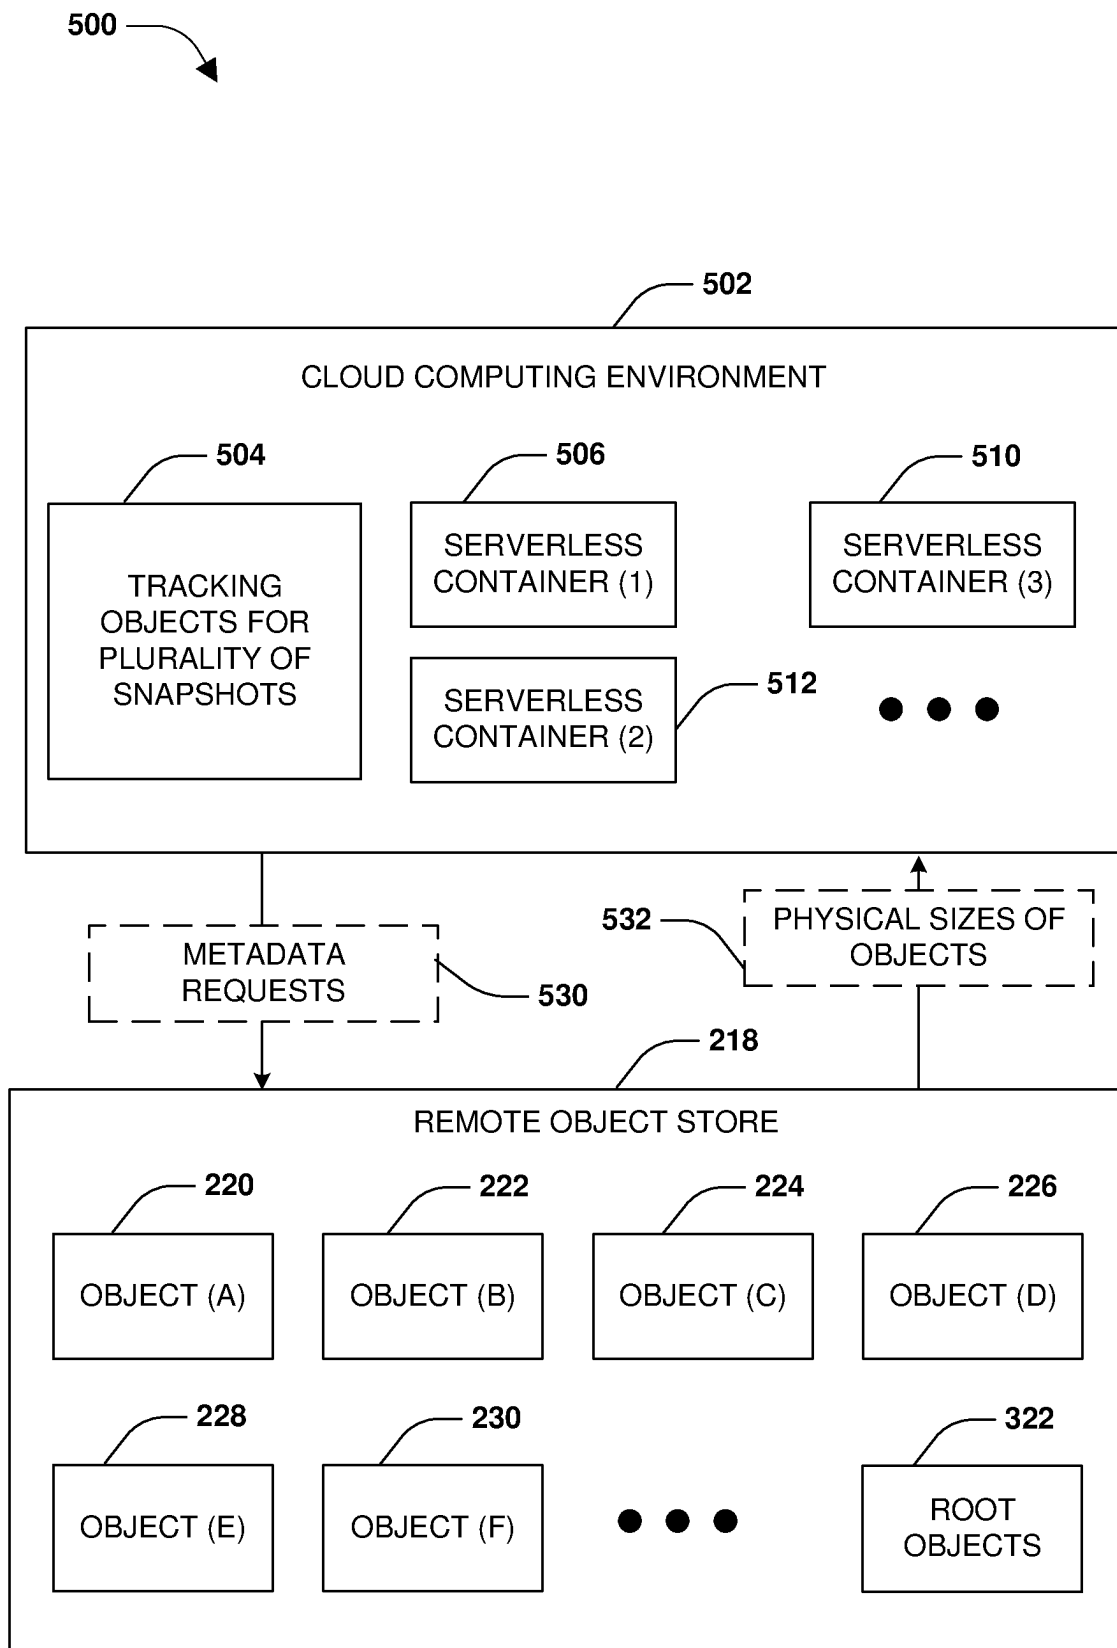 500
502
CLOUD COMPUTING ENVIRONMENT
504
506
510
TRACKING
OBJECTS FOR
PLURALITY OF
SNAPSHOTS
SERVERLESS
CONTAINER (1)
SERVERLESS
CONTAINER (3)
512
SERVERLESS
CONTAINER (2)
METADATA
REQUESTS
530
532
PHYSICAL SIZES OF
OBJECTS
218
REMOTE OBJECT STORE
220
222
224
226
OBJECT (A)
OBJECT (B)
OBJECT (C)
OBJECT (D)
228
230
322
OBJECT (E)
OBJECT (F)
ROOT
OBJECTS